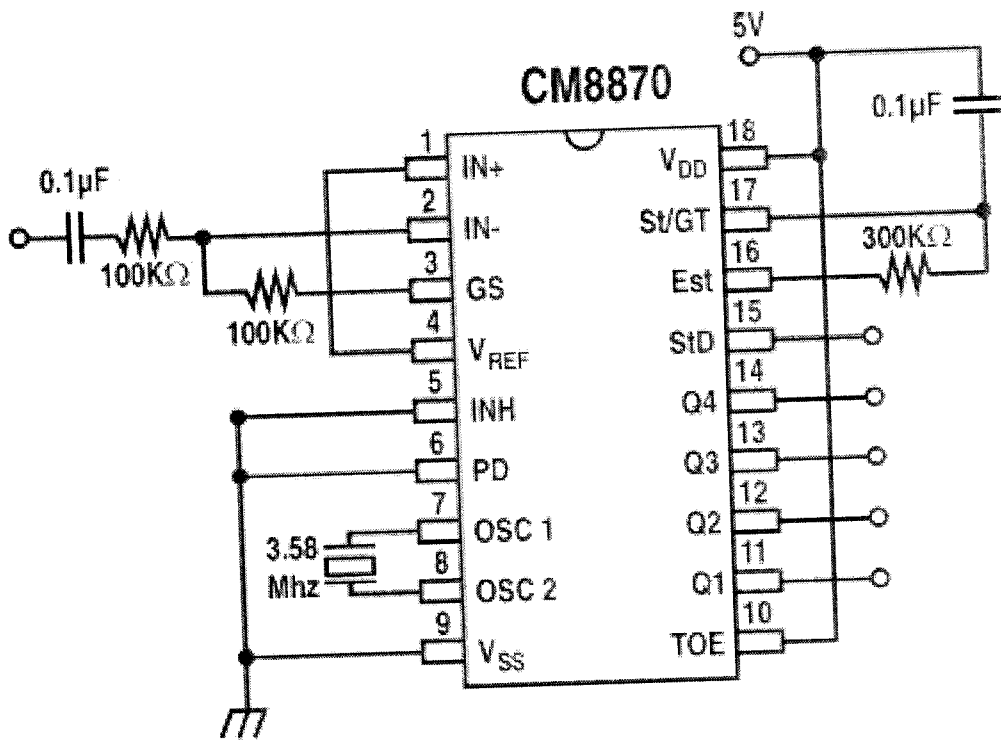 5V
CM8870
0.1µF
0.1µF
100KΩ
100KΩ
300KΩ
3.58
Mhz
1 IN+
2 IN-
3 GS
4 VREF
5 INH
6 PD
7 OSC 1
8 OSC 2
9 VSS
18 VDD
17 St/GT
16 Est
15 StD
14 Q4
13 Q3
12 Q2
11 Q1
10 TOE